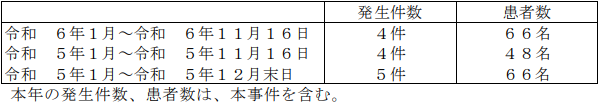 発生件数　患者数
令和　６年１月～令和　６年１１月１６日　４件　６６名
令和　５年１月～令和　５年１１月１６日　４件　４８名
令和　５年１月～令和　５年１２月末日　５件　６６名
本年の発生件数、患者数は、本事件を含む。